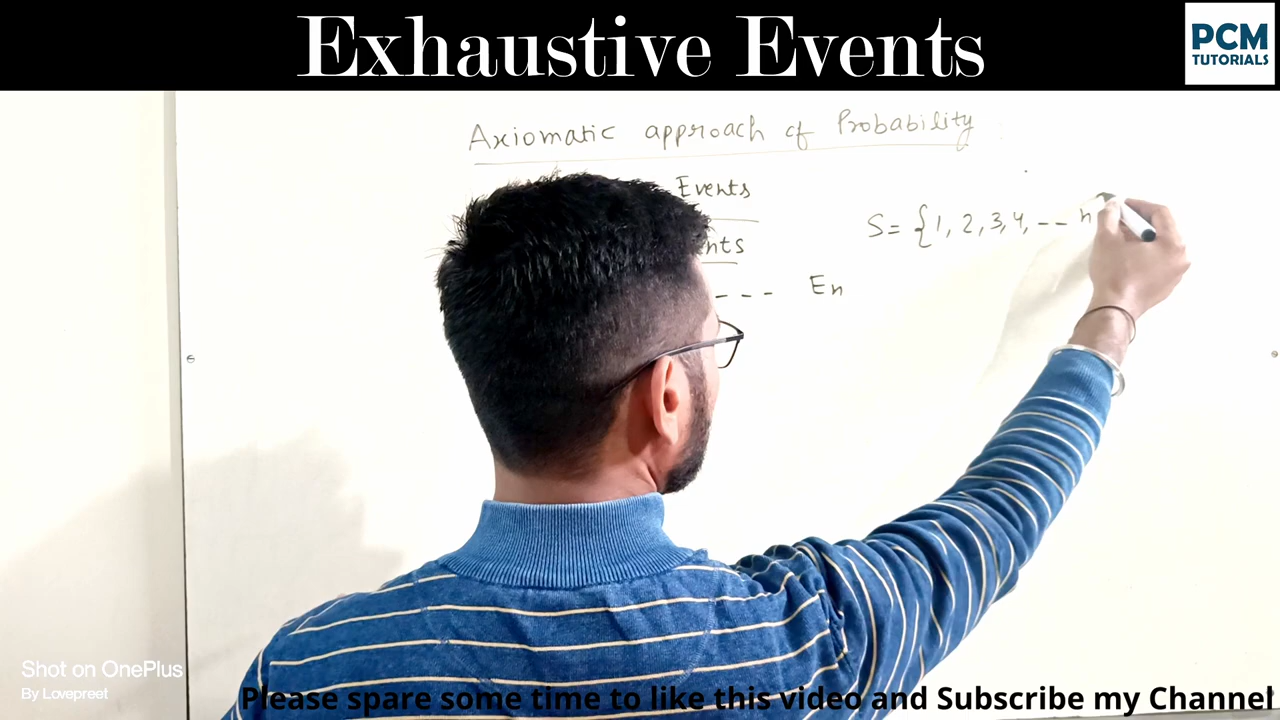 Exhaustive Events
PCM
TUTORIALS
Axiomatic approach of Probability
Events
S= {1, 2, 3, 4, -- n
--- En
Shot on OnePlus
By Lovepreet
Please spare some time to like this video and Subscribe my Channel